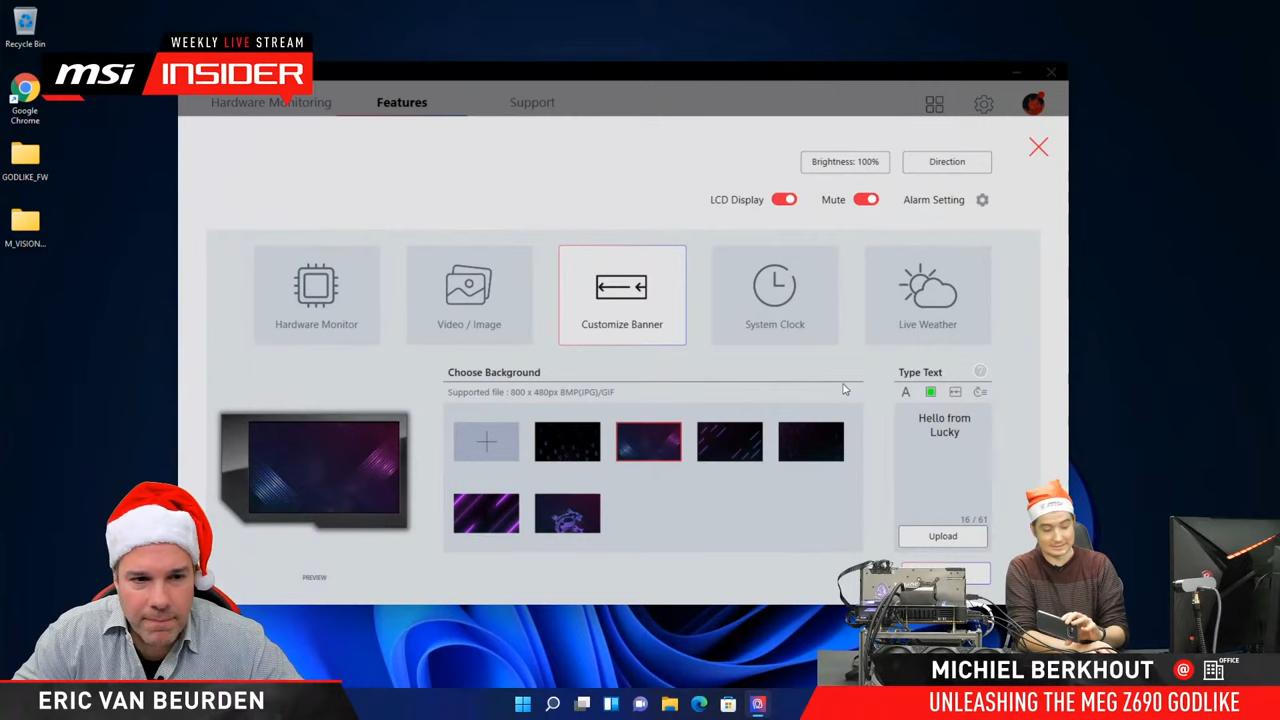 Recycle Bin
WEEKLY LIVE STREAM
msi INSIDER
Google
Chrome
GODLIKE_FW
M_VISION...
Hardware Monitoring
Features
Support
Brightness: 100%
Direction
LCD Display
Mute
Alarm Setting
Hardware Monitor
Video / Image
Customize Banner
System Clock
Live Weather
Choose Background
Supported file : 800 x 480px BMP(JPG)/GIF
Type Text
A
Hello from
Lucky
16 / 61
Upload
PREVIEW
ERIC VAN BEURDEN
MICHIEL BERKHOUT @ OFFICE
UNLEASHING THE MEG Z690 GODLIKE